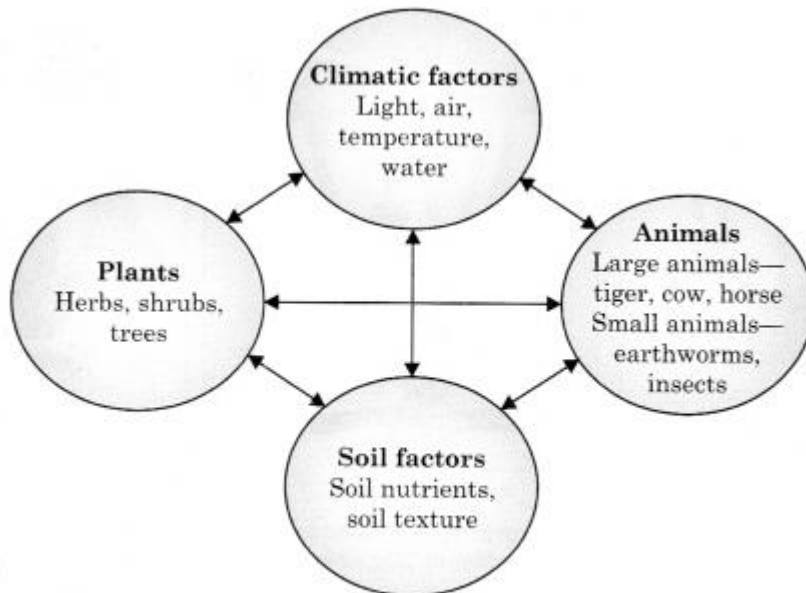 Climatic factors
Light, air,
temperature,
water
Plants
Herbs, shrubs,
trees
Animals
Large animals—
tiger, cow, horse
Small animals—
earthworms,
insects
Soil factors
Soil nutrients,
soil texture